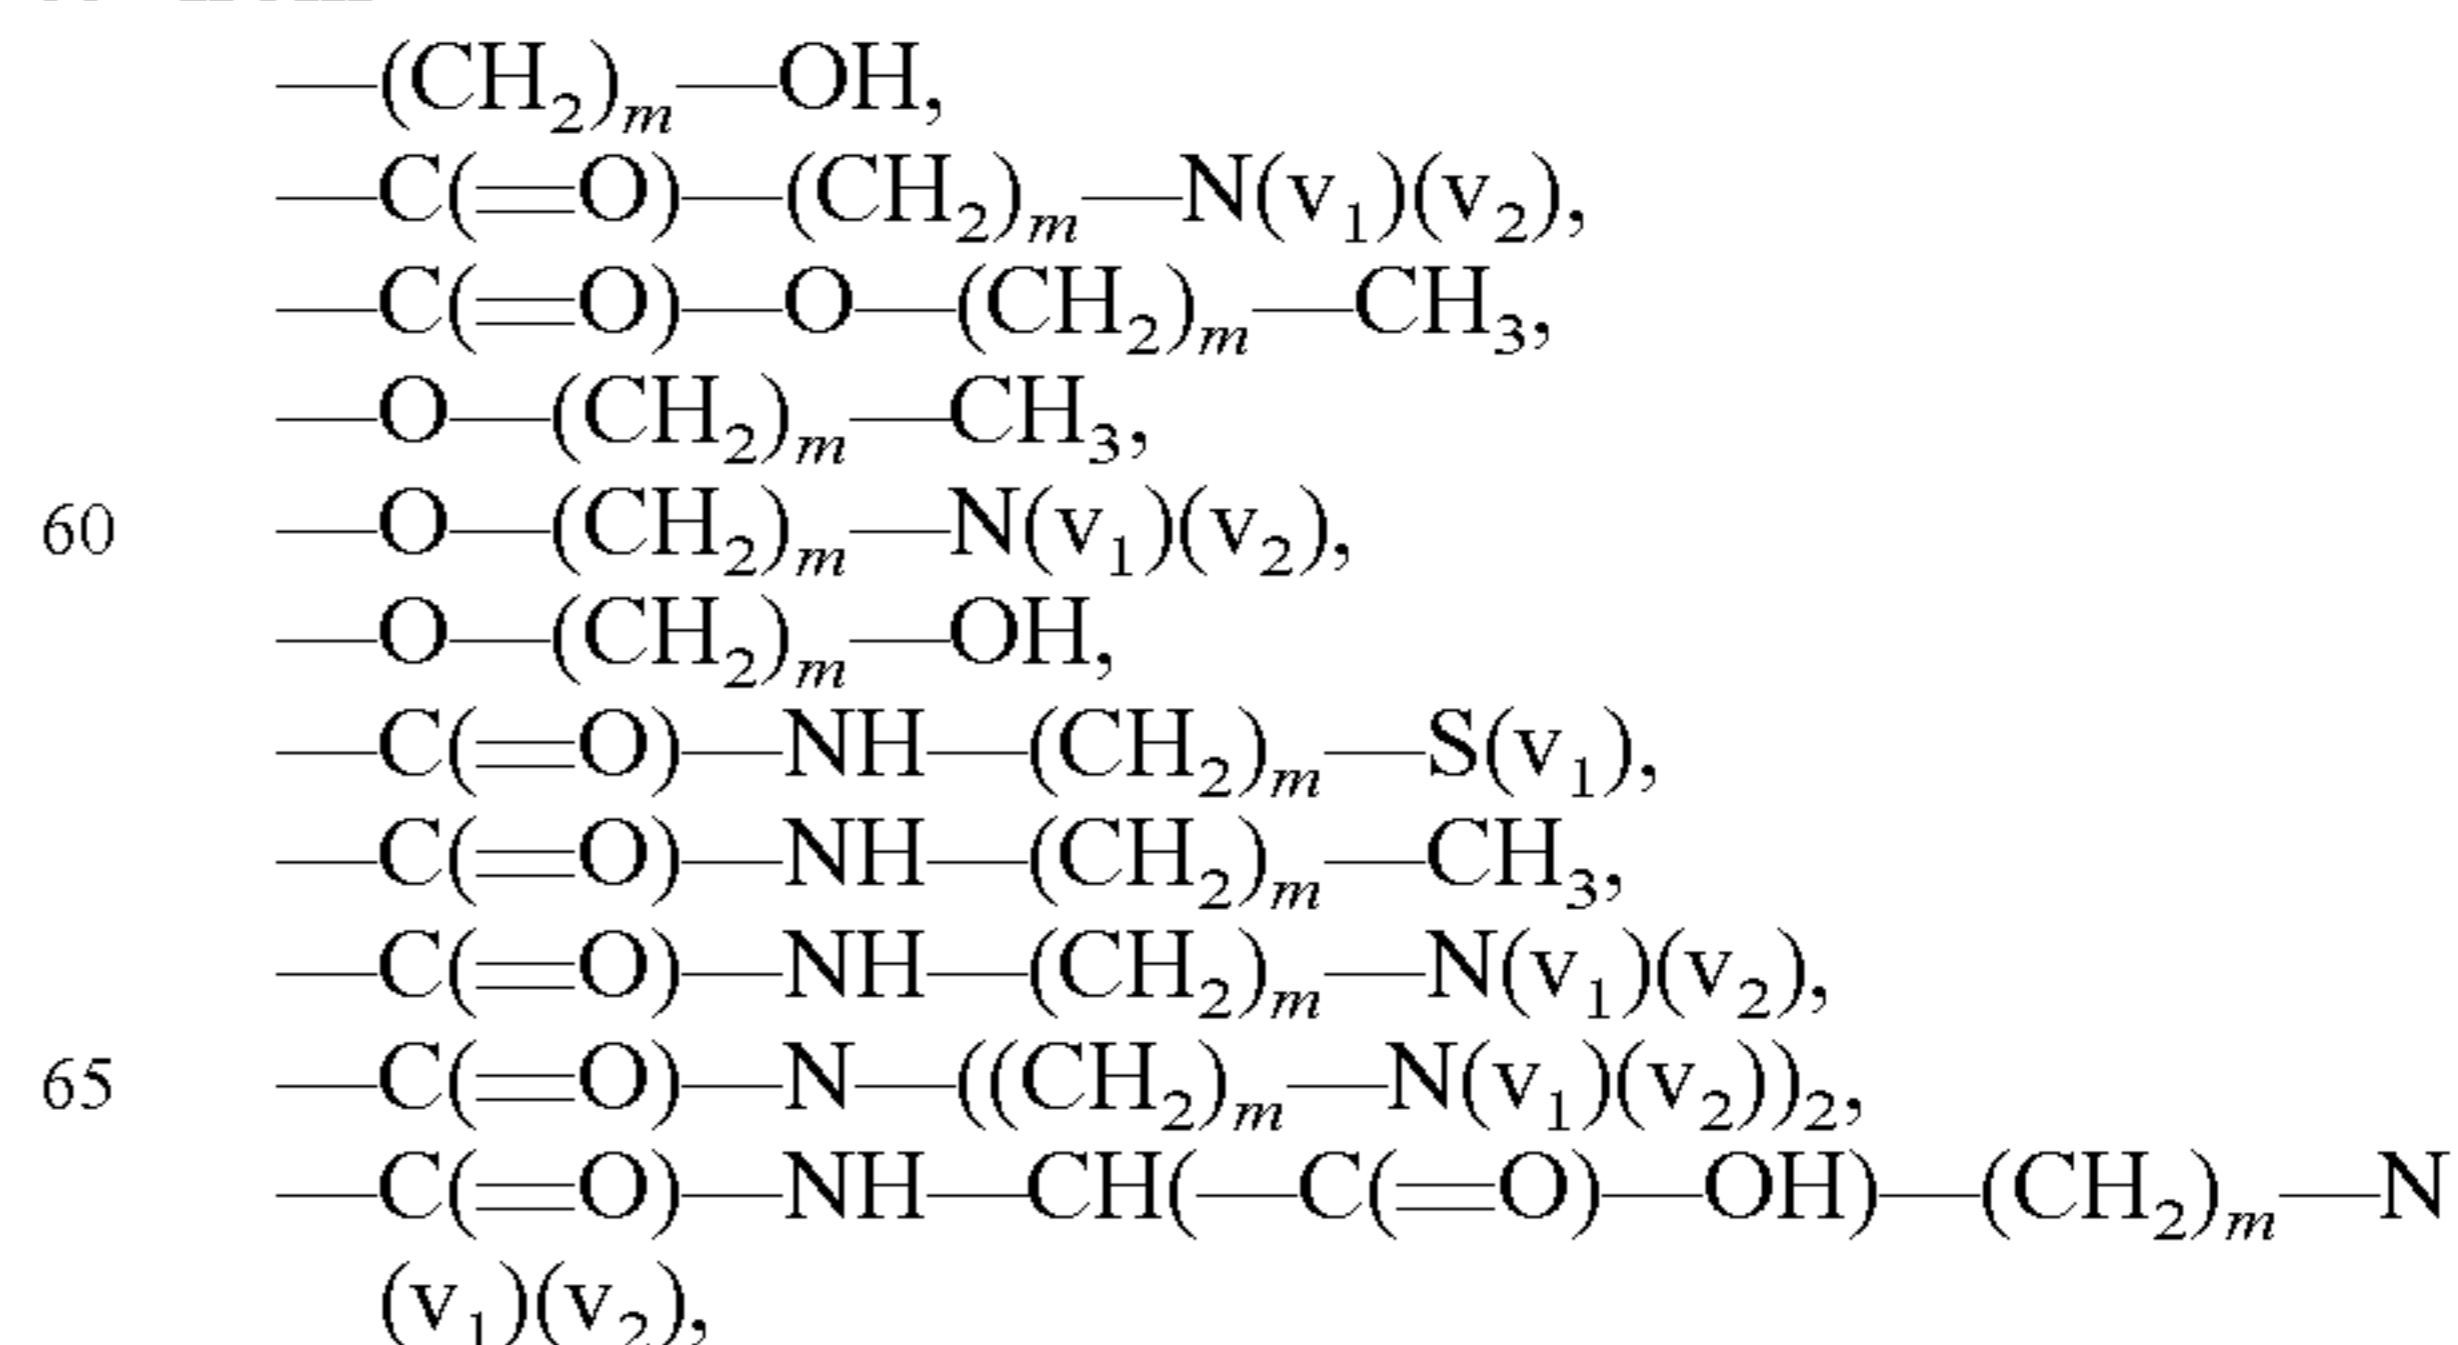 —(CH₂)ₘ—OH,
—C(═O)—(CH₂)ₘ—N(v₁)(v₂),
—C(═O)—O—(CH₂)ₘ—CH₃,
—O—(CH₂)ₘ—CH₃,
60 —O—(CH₂)ₘ—N(v₁)(v₂),
—O—(CH₂)ₘ—OH,
—C(═O)—NH—(CH₂)ₘ—S(v₁),
—C(═O)—NH—(CH₂)ₘ—CH₃,
—C(═O)—NH—(CH₂)ₘ—N(v₁)(v₂),
65 —C(═O)—N—((CH₂)ₘ—N(v₁)(v₂))₂,
—C(═O)—NH—CH(—C(═O)—OH)—(CH₂)ₘ—N
(v₁)(v₂),